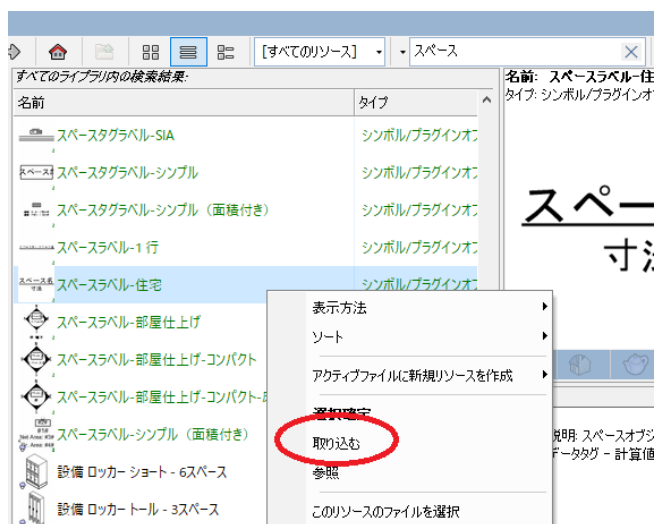 [すべてのリソース]
スペース
すべてのライブラリ内の検索結果:
名前
タイプ
スペースタグラベル-SIA
シンボル/プラグインオブ
スペースタグラベル-シンプル
シンボル/プラグインオブ
スペースタグラベル-シンプル（面積付き）
シンボル/プラグインオブ
スペースラベル-1 行
シンボル/プラグインオブ
スペースラベル-住宅
シンボル/プラグインオブ
スペースラベル-部屋仕上げ
スペースラベル-部屋仕上げ-コンパクト
スペースラベル-部屋仕上げ-コンパクト-
スペースラベル-シンプル（面積付き）
設備 ロッカー ショート - 6スペース
設備 ロッカー トール - 3スペース
表示方法
ソート
アクティブファイルに新規リソースを作成
選択確定
取り込む
参照
このリソースのファイルを選択
名前: スペースラベル-住
タイプ: シンボル/プラグインオ
スペー
寸法
説明: スペースオブジ
データタグ - 計算値